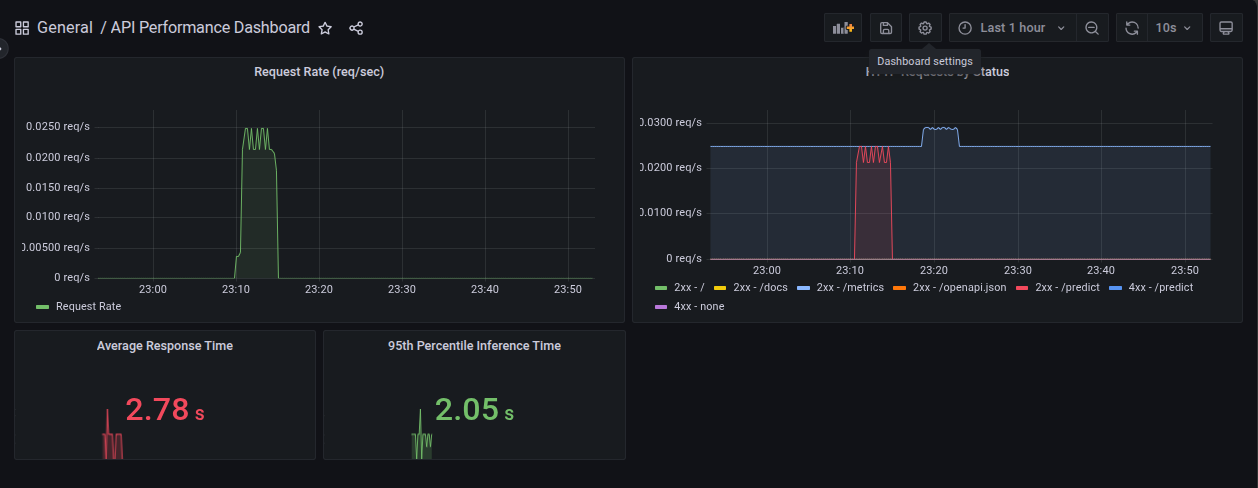 General / API Performance Dashboard
Last 1 hour
10s
Dashboard settings
Request Rate (req/sec)
0.0250 req/s
0.0200 req/s
0.0150 req/s
0.0100 req/s
0.00500 req/s
0 req/s
23:00 23:10 23:20 23:30 23:40 23:50
Request Rate
Requests by Status
0.0300 req/s
0.0200 req/s
0.0100 req/s
0 req/s
23:00 23:10 23:20 23:30 23:40 23:50
2xx - / 2xx - /docs 2xx - /metrics 2xx - /openapi.json 2xx - /predict 4xx - /predict
4xx - none
Average Response Time
2.78 s
95th Percentile Inference Time
2.05 s